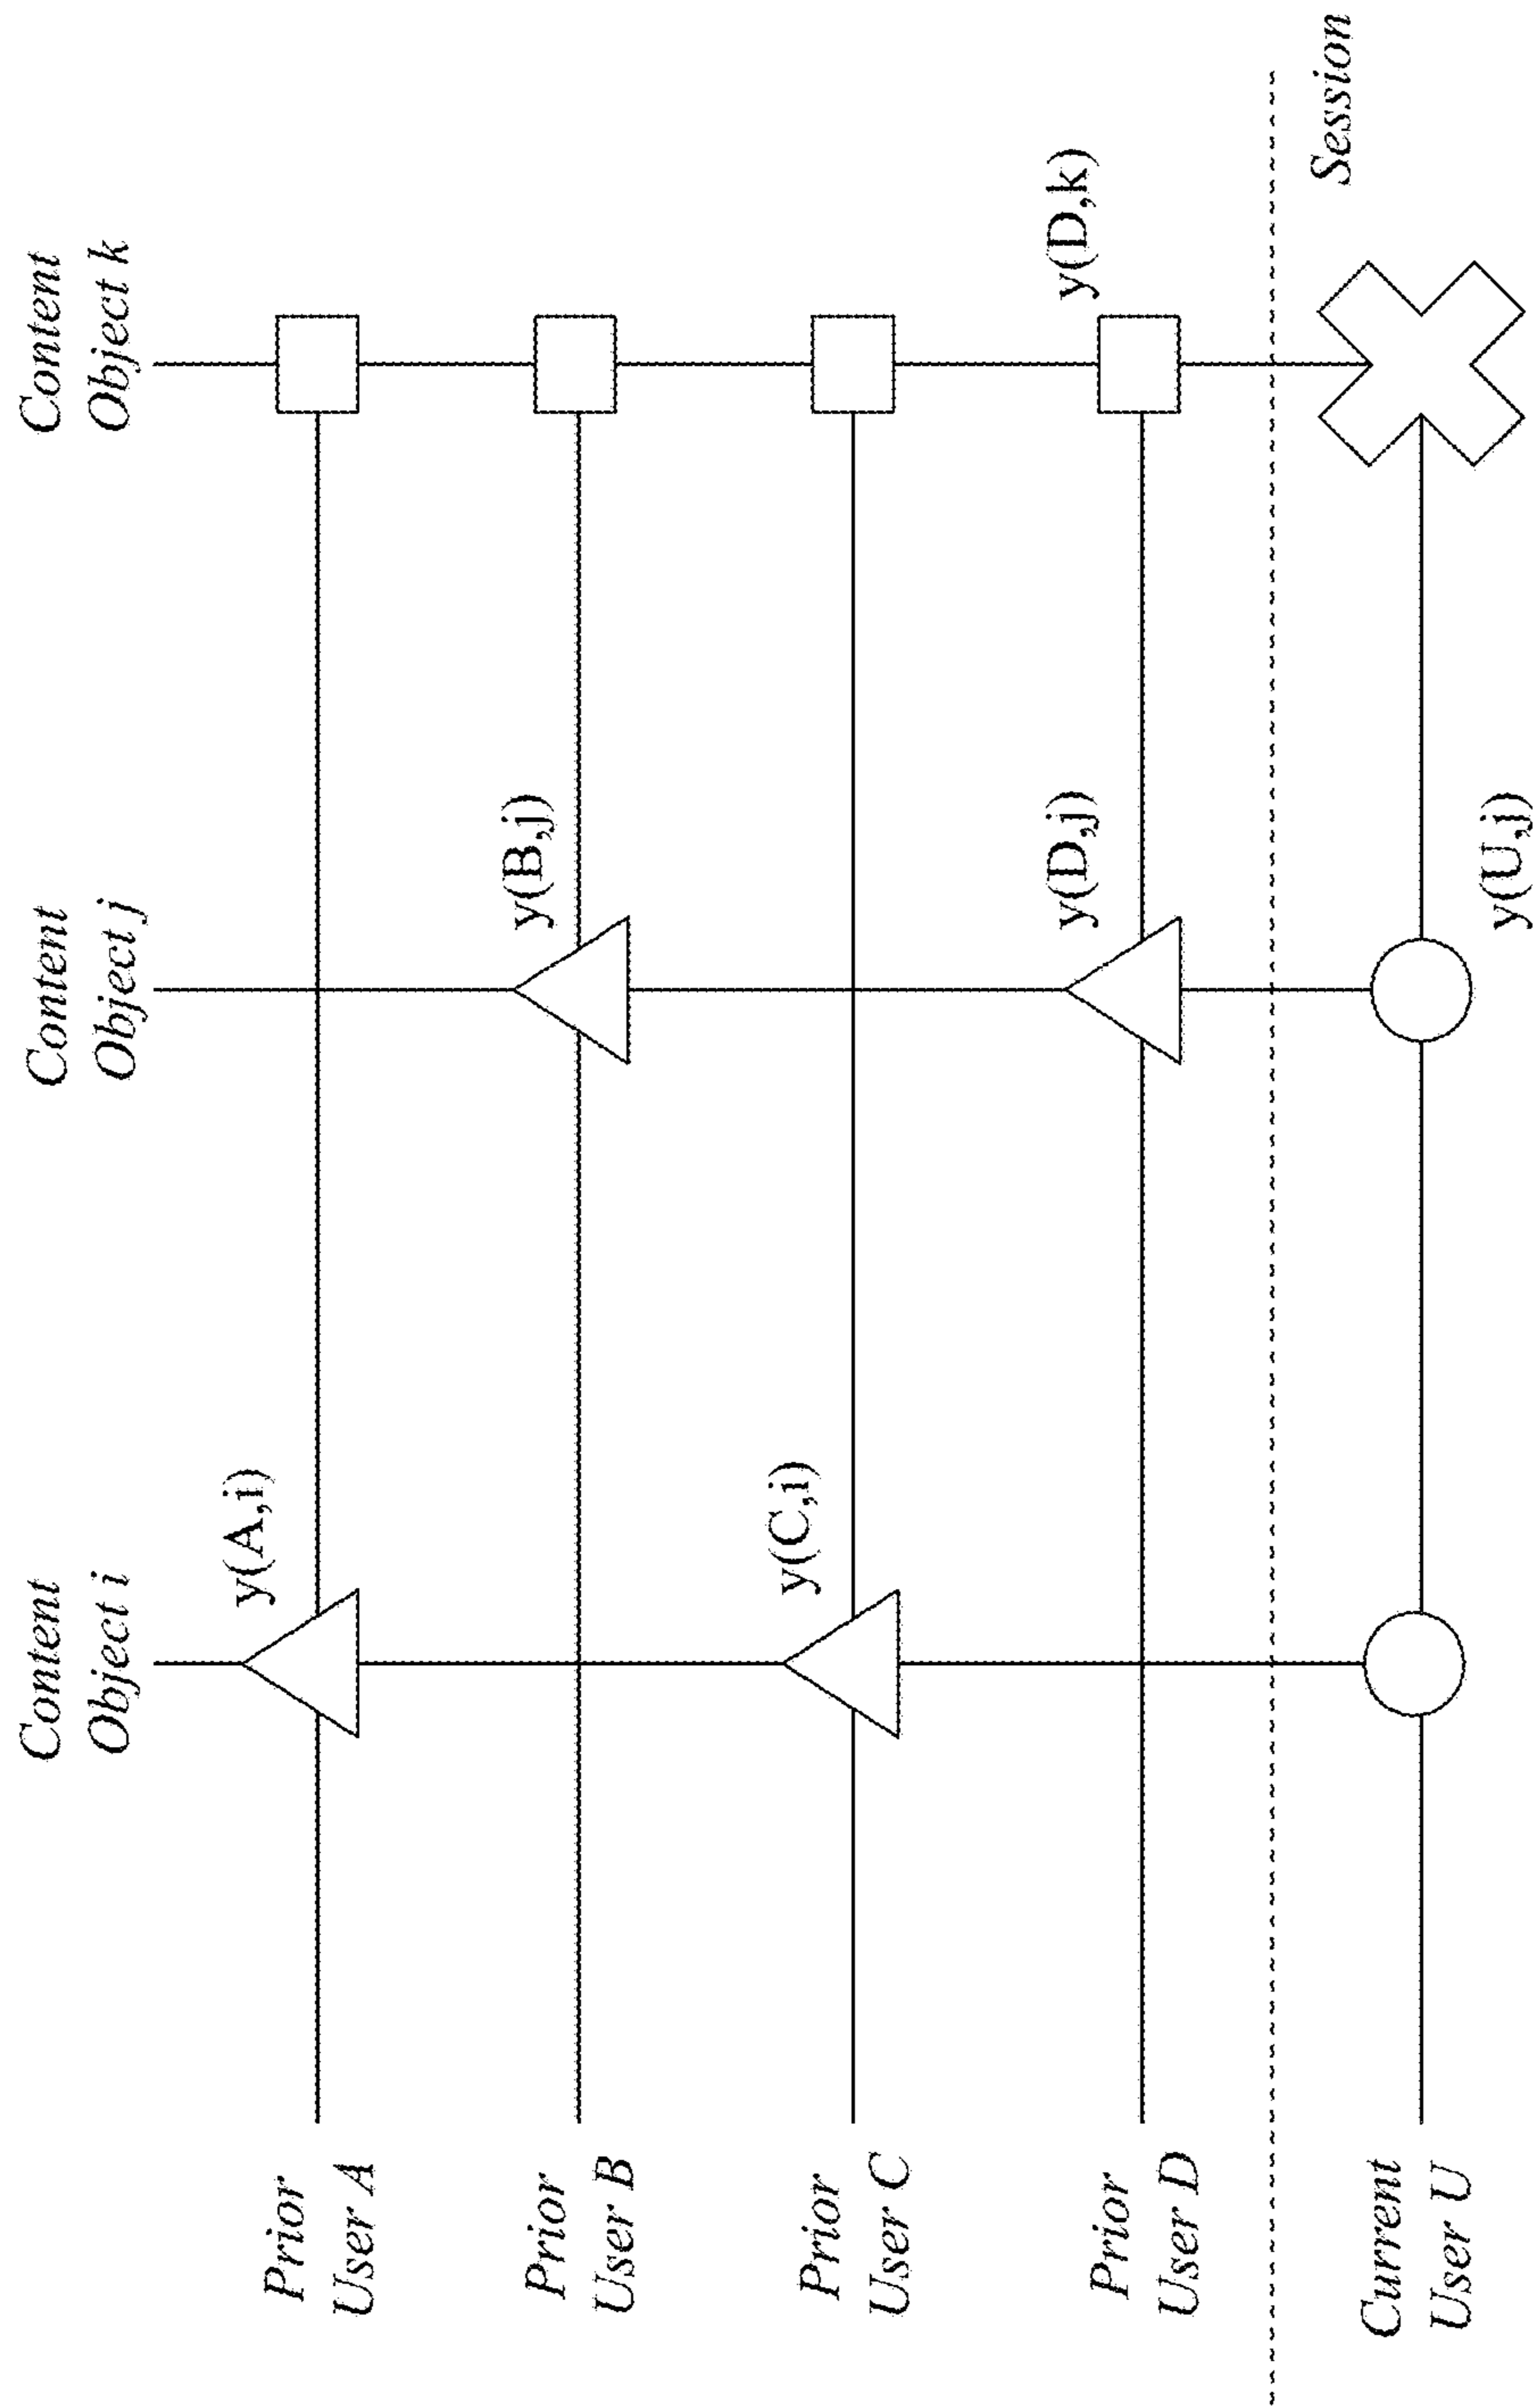 Content
Object i
Content
Object j
Content
Object k
y(A,i)
Prior
User A
y(B,j)
Prior
User B
y(C,i)
Prior
User C
y(D,j)
y(D,k)
Prior
User D
Session
Current
User U
y(U,j)